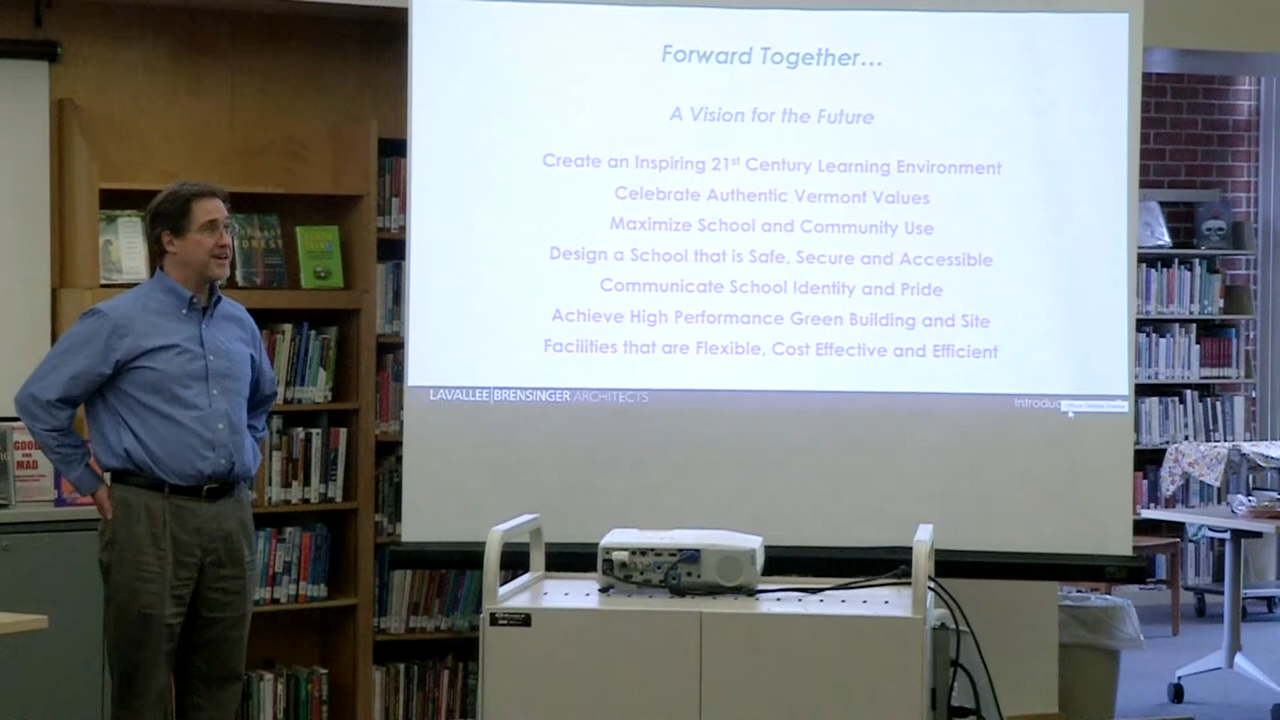 Forward Together...
A Vision for the Future
Create an Inspiring 21st Century Learning Environment
Celebrate Authentic Vermont Values
Maximize School and Community Use
Design a School that is Safe, Secure and Accessible
Communicate School Identity and Pride
Achieve High Performance Green Building and Site
Facilities that are Flexible, Cost Effective and Efficient
LAVALLEE|BRENSINGER ARCHITECTS
FOREST
GOOD
AND
MAD